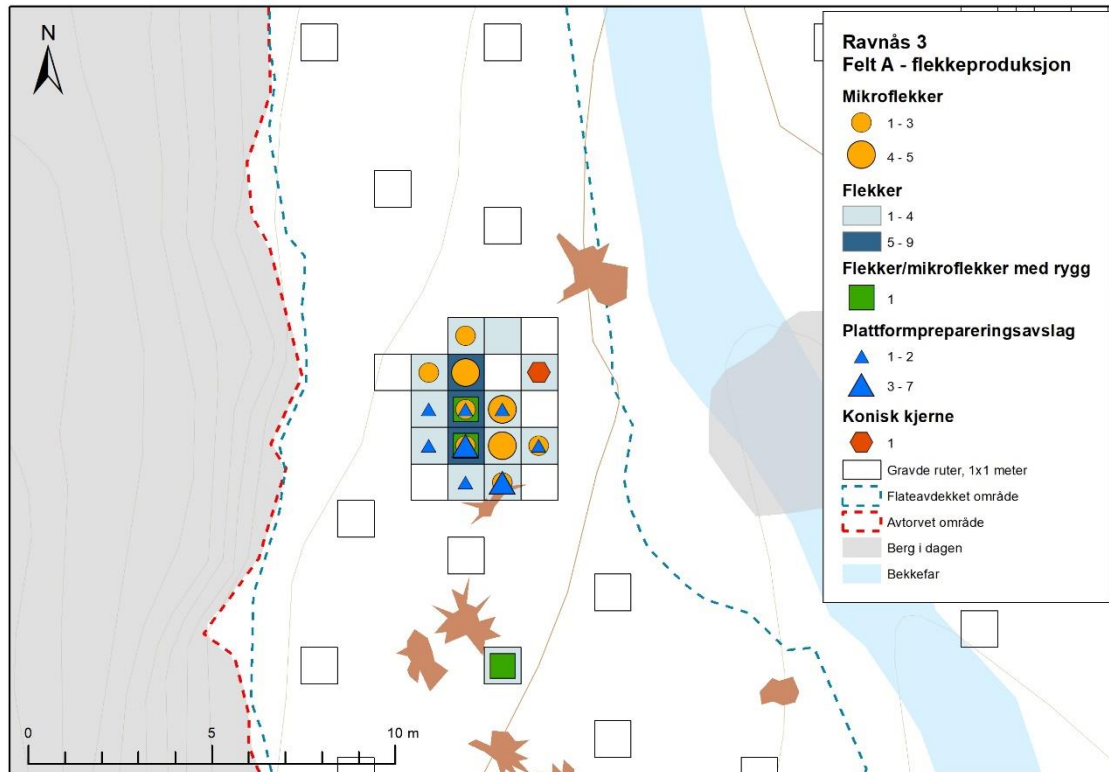 N
Ravnås 3
Felt A - flekkeproduksjon
Mikroflekker
1 - 3
4 - 5
Flekker
1 - 4
5 - 9
Flekker/mikroflekker med rygg
1
Plattformprepareringsavslag
1 - 2
3 - 7
Konisk kjerne
1
Gravde ruter, 1x1 meter
Flateavdekket område
Avtorvet område
Berg i dagen
Bekkefar
0 5 10 m